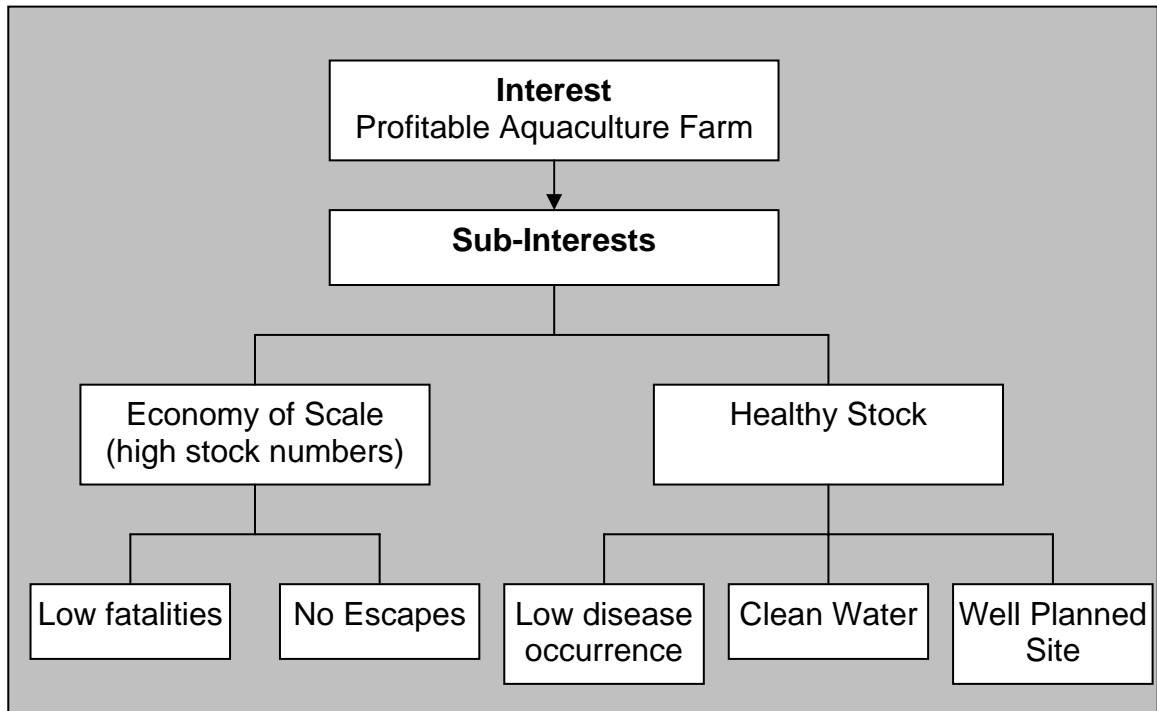 Interest
Profitable Aquaculture Farm
Sub-Interests
Economy of Scale
(high stock numbers)
Healthy Stock
Low fatalities
No Escapes
Low disease
occurrence
Clean Water
Well Planned
Site